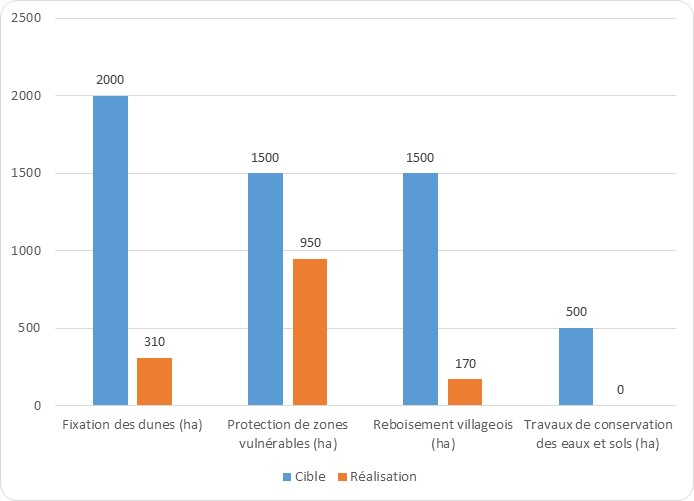 2500
2000
1500
1000
500
0
2000
310
1500
950
1500
170
500
0
Fixation des dunes (ha)
Protection de zones
vulnérables (ha)
Reboisement villageois
(ha)
Travaux de conservation
des eaux et sols (ha)
Cible
Réalisation